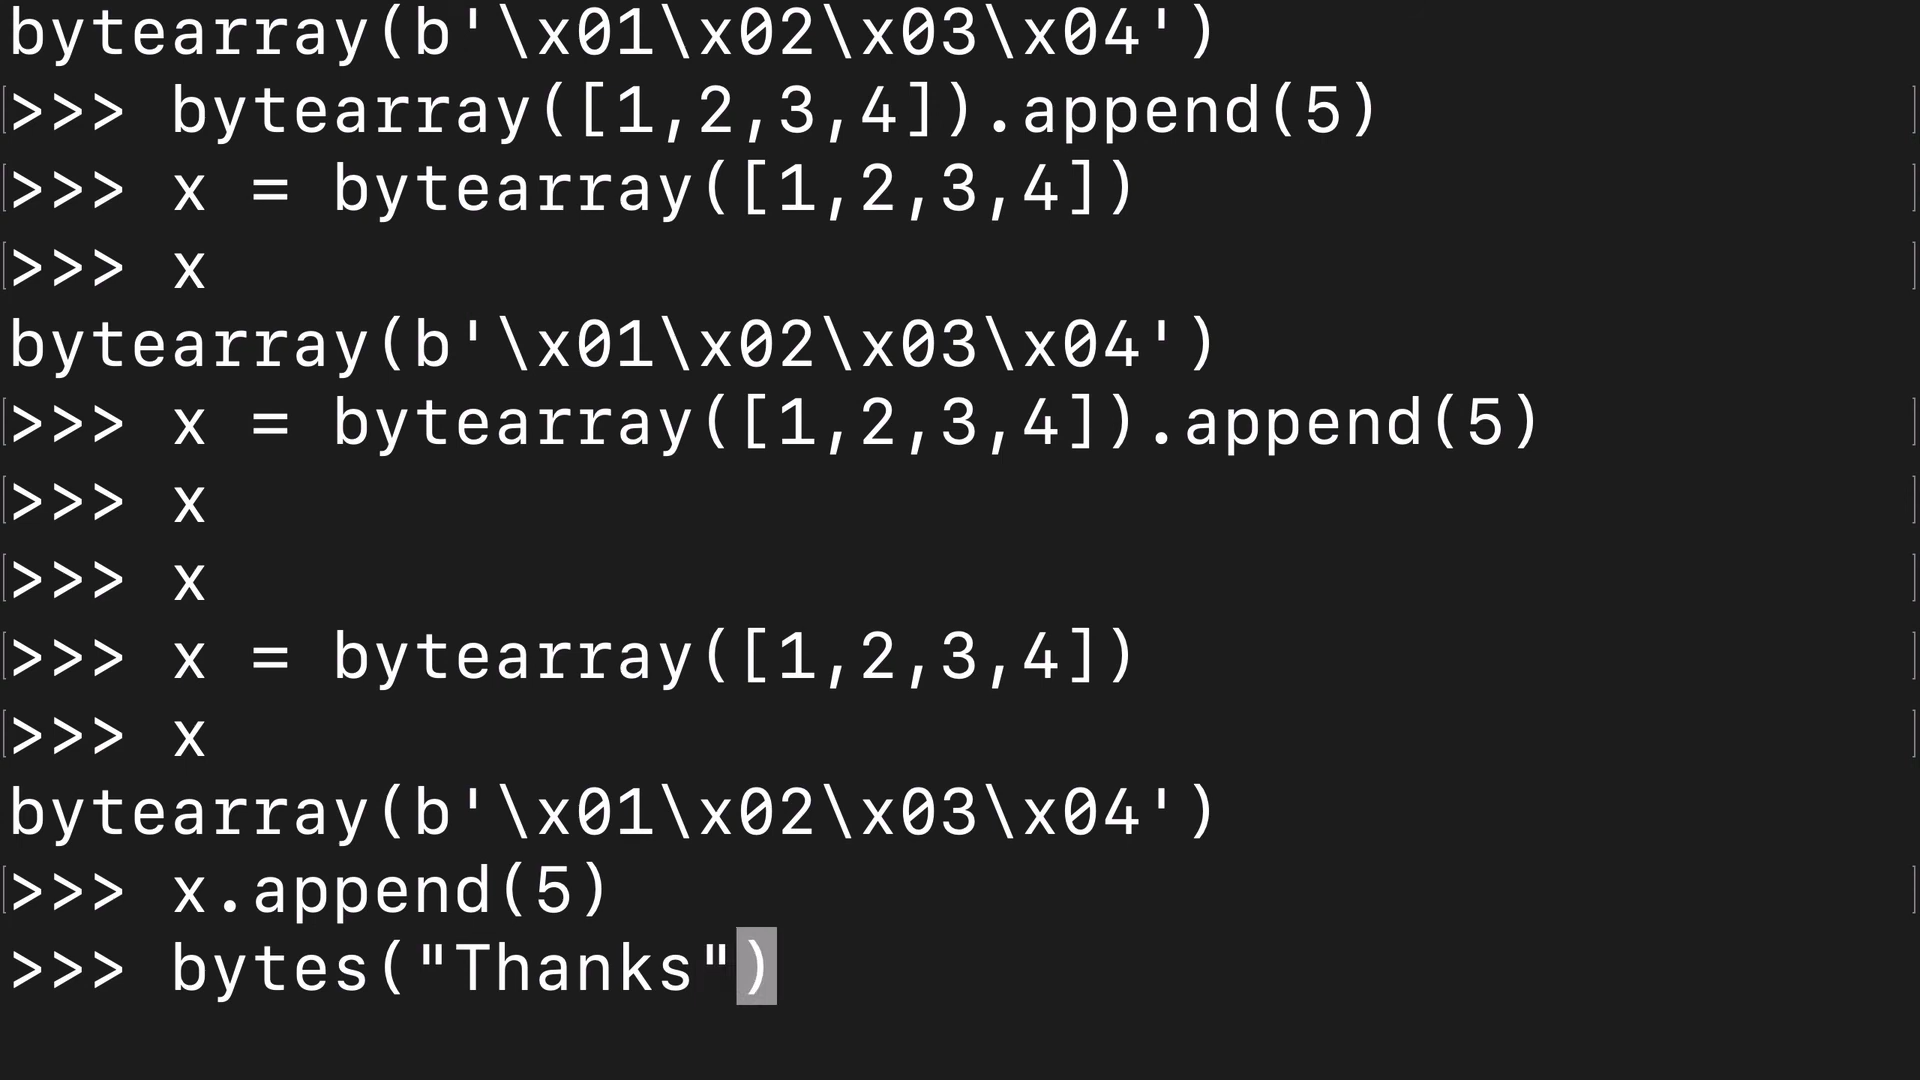 bytearray(b'\x01\x02\x03\x04')
>>> bytearray([1,2,3,4]).append(5)
>>> x = bytearray([1,2,3,4])
>>> x
bytearray(b'\x01\x02\x03\x04')
>>> x = bytearray([1,2,3,4]).append(5)
>>> x
>>> x
>>> x = bytearray([1,2,3,4])
>>> x
bytearray(b'\x01\x02\x03\x04')
>>> x.append(5)
>>> bytes("Thanks")